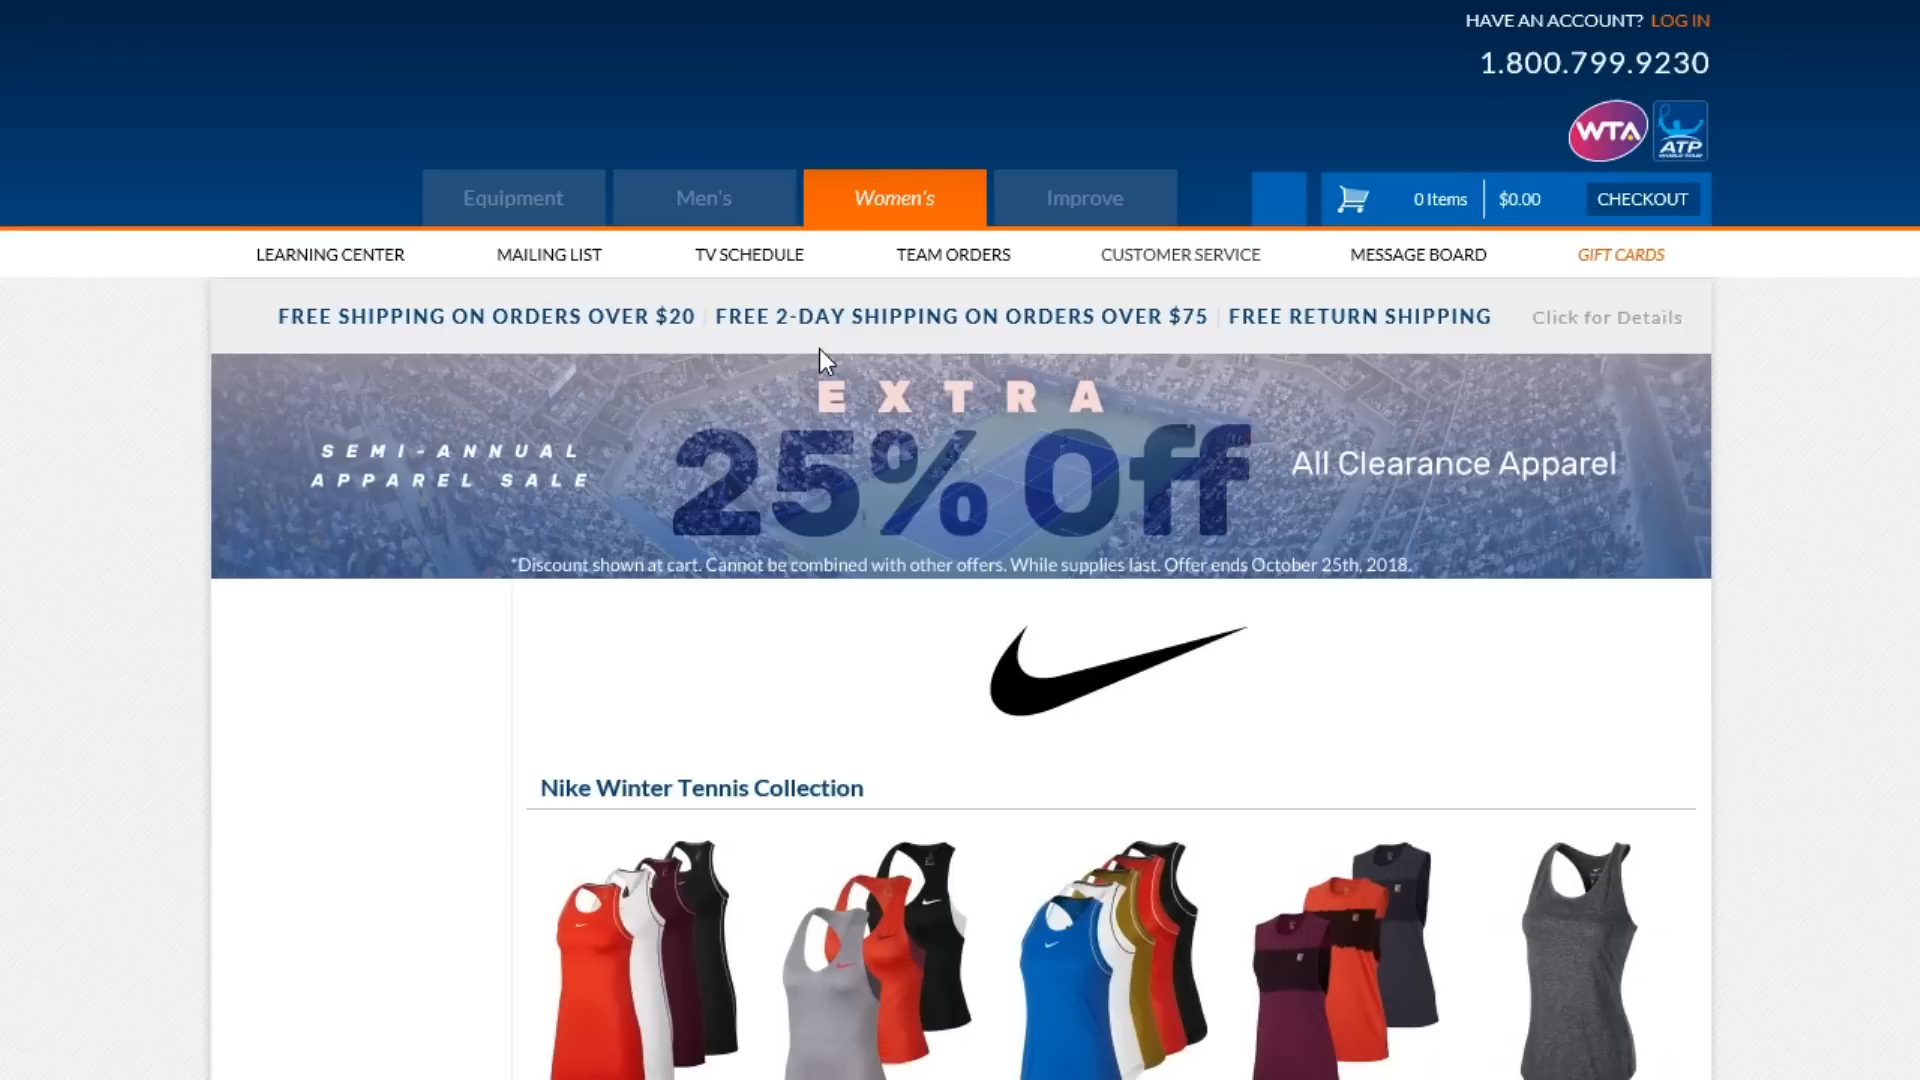 HAVE AN ACCOUNT? LOG IN
1.800.799.9230
WTA
ATP
WORLD TOUR
Equipment
Men's
Women's
Improve
0 Items
$0.00
CHECKOUT
LEARNING CENTER
MAILING LIST
TV SCHEDULE
TEAM ORDERS
CUSTOMER SERVICE
MESSAGE BOARD
GIFT CARDS
FREE SHIPPING ON ORDERS OVER $20 | FREE 2-DAY SHIPPING ON ORDERS OVER $75 | FREE RETURN SHIPPING
Click for Details
SEMI-ANNUAL
APPAREL SALE
EXTRA
25% Off
All Clearance Apparel
*Discount shown at cart. Cannot be combined with other offers. While supplies last. Offer ends October 25th, 2018.
Nike Winter Tennis Collection